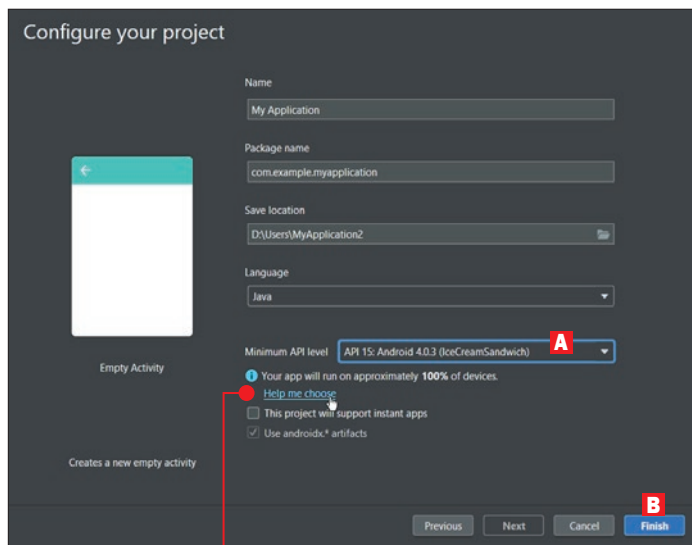 Configure your project
Name
My Application
Package name
com.example.myapplication
Save location
D:\Users\MyApplication2
Language
Java
Minimum API level
API 15: Android 4.0.3 (IceCreamSandwich)
A
Your app will run on approximately 100% of devices.
Help me choose
This project will support instant apps
Use androidx.* artifacts
Empty Activity
Creates a new empty activity
B
Previous
Next
Cancel
Finish